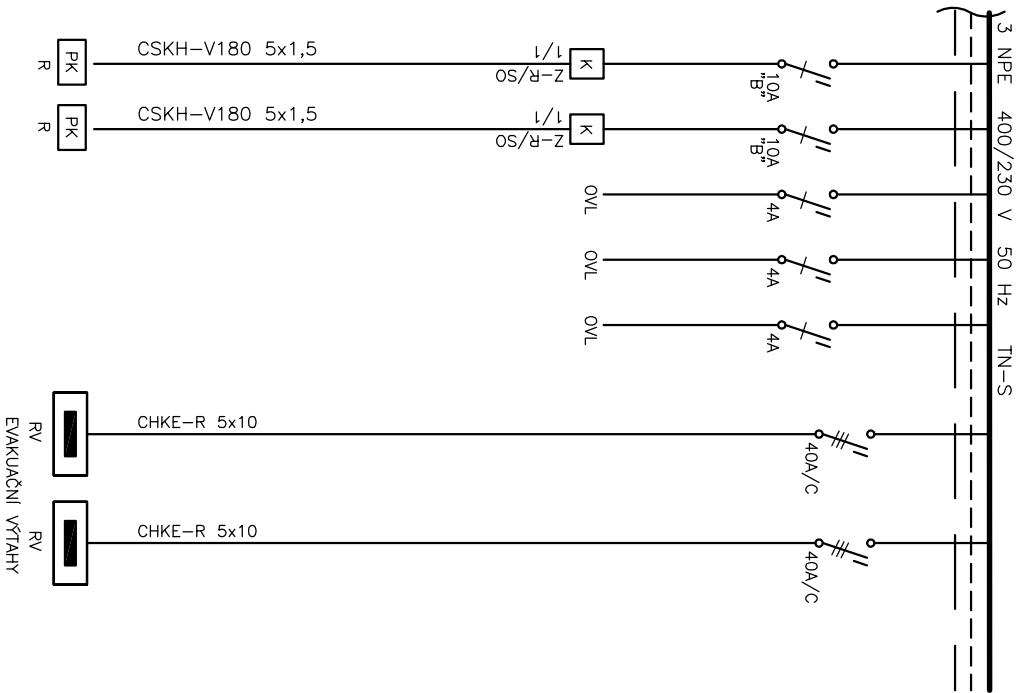 3 NPE 400/230 V 50 Hz TN-S
PK
R
CSKH-V180 5x1,5
1/1
Z-R/SO
K
10A
"B"
PK
R
CSKH-V180 5x1,5
1/1
Z-R/SO
K
10A
"B"
OVL
4A
OVL
4A
OVL
4A
RV
CHKE-R 5x10
40A/C
RV
CHKE-R 5x10
40A/C
EVAKUAČNÍ VÝTAHY